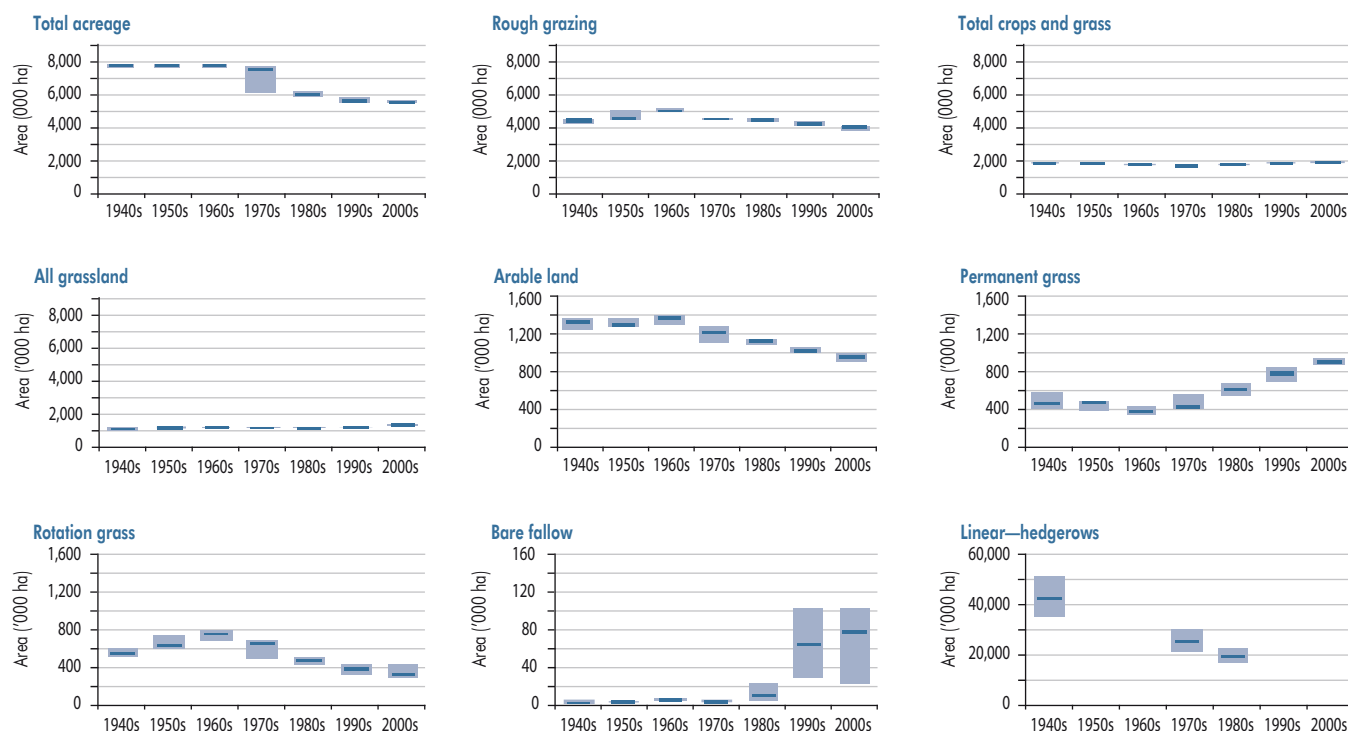 Total acreage
Area (000 ha)
8,000
6,000
4,000
2,000
0
1940s 1950s 1960s 1970s 1980s 1990s 2000s
Rough grazing
Area (000 ha)
8,000
6,000
4,000
2,000
0
1940s 1950s 1960s 1970s 1980s 1990s 2000s
Total crops and grass
Area (000 ha)
8,000
6,000
4,000
2,000
0
1940s 1950s 1960s 1970s 1980s 1990s 2000s
All grassland
Area ('000 ha)
8,000
6,000
4,000
2,000
0
1940s 1950s 1960s 1970s 1980s 1990s 2000s
Arable land
Area ('000 ha)
1,600
1,200
800
400
0
1940s 1950s 1960s 1970s 1980s 1990s 2000s
Permanent grass
Area ('000 ha)
1,600
1,200
800
400
0
1940s 1950s 1960s 1970s 1980s 1990s 2000s
Rotation grass
Area ('000 ha)
1,600
1,200
800
400
0
1940s 1950s 1960s 1970s 1980s 1990s 2000s
Bare fallow
Area ('000 ha)
160
120
80
40
0
1940s 1950s 1960s 1970s 1980s 1990s 2000s
Linear—hedgerows
Area ('000 ha)
60,000
40,000
20,000
0
1940s 1950s 1960s 1970s 1980s 1990s 2000s